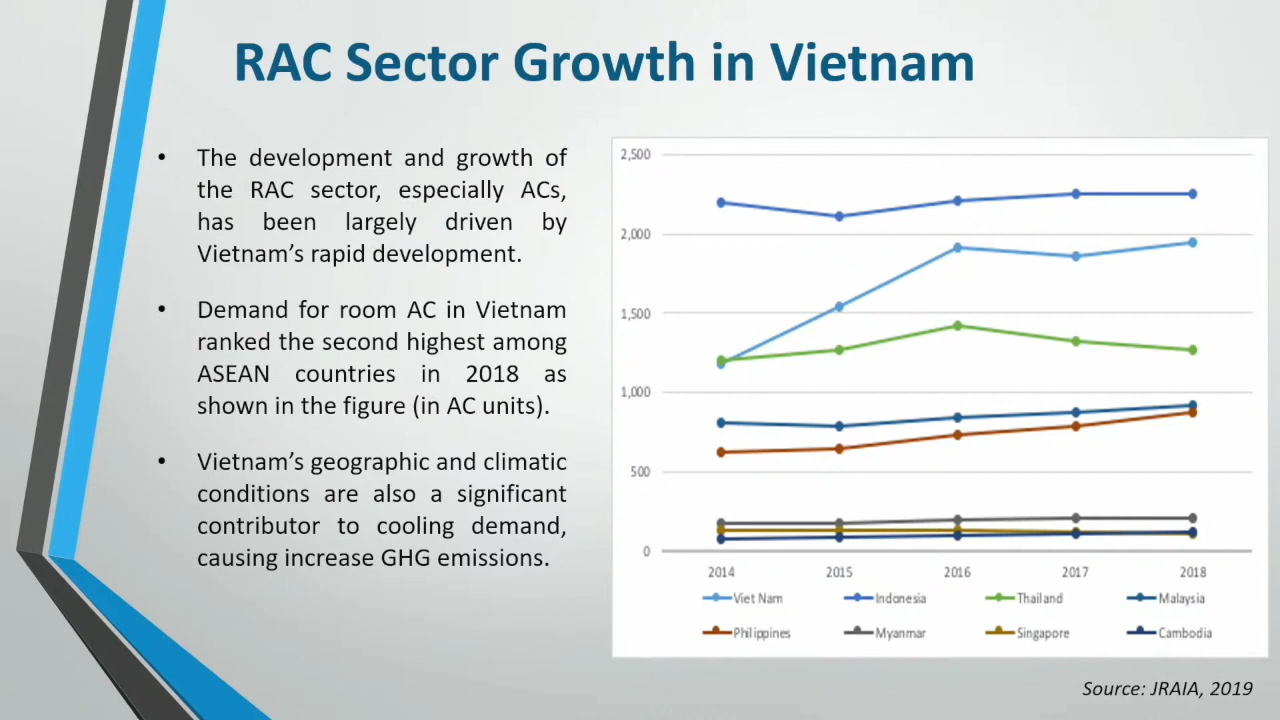 RAC Sector Growth in Vietnam
• The development and growth of
the RAC sector, especially ACs,
has been largely driven by
Vietnam’s rapid development.
• Demand for room AC in Vietnam
ranked the second highest among
ASEAN countries in 2018 as
shown in the figure (in AC units).
• Vietnam’s geographic and climatic
conditions are also a significant
contributor to cooling demand,
causing increase GHG emissions.
2,500
2,000
1,500
1,000
500
0
2014 2015 2016 2017 2018
Viet Nam Indonesia Thailand Malaysia
Philippines Myanmar Singapore Cambodia
Source: JRAIA, 2019